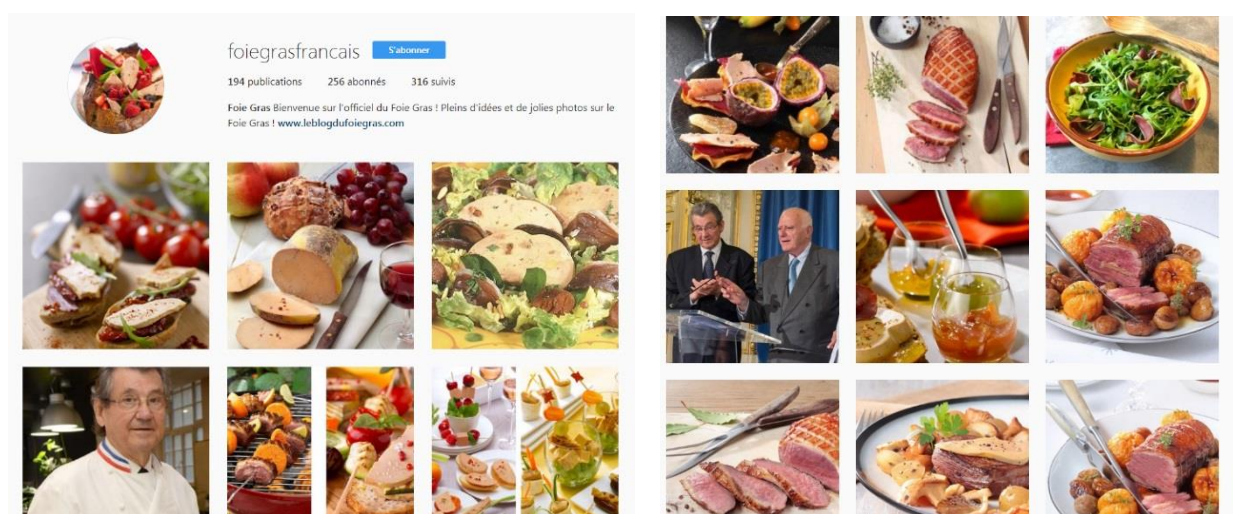 foiegrasfrancais S'abonner
194 publications 256 abonnés 316 suivis
Foie Gras Bienvenue sur l'officiel du Foie Gras ! Pleins d'idées et de jolies photos sur le
Foie Gras ! www.leblogdufoiegras.com